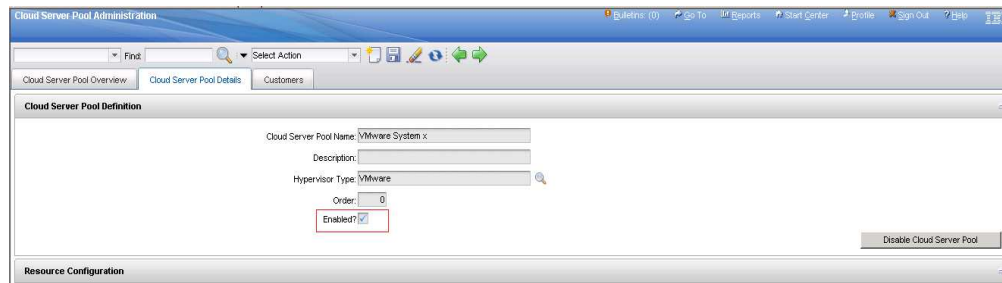 Cloud Server Pool Administration
Bulletins: (0) Go To Reports Start Center Profile Sign Out Help IBM
Find: Select Action
Cloud Server Pool Overview Cloud Server Pool Details Customers
Cloud Server Pool Definition
Cloud Server Pool Name: VMware System x
Description:
Hypervisor Type: VMware
Order: 0
Enabled?
Disable Cloud Server Pool
Resource Configuration